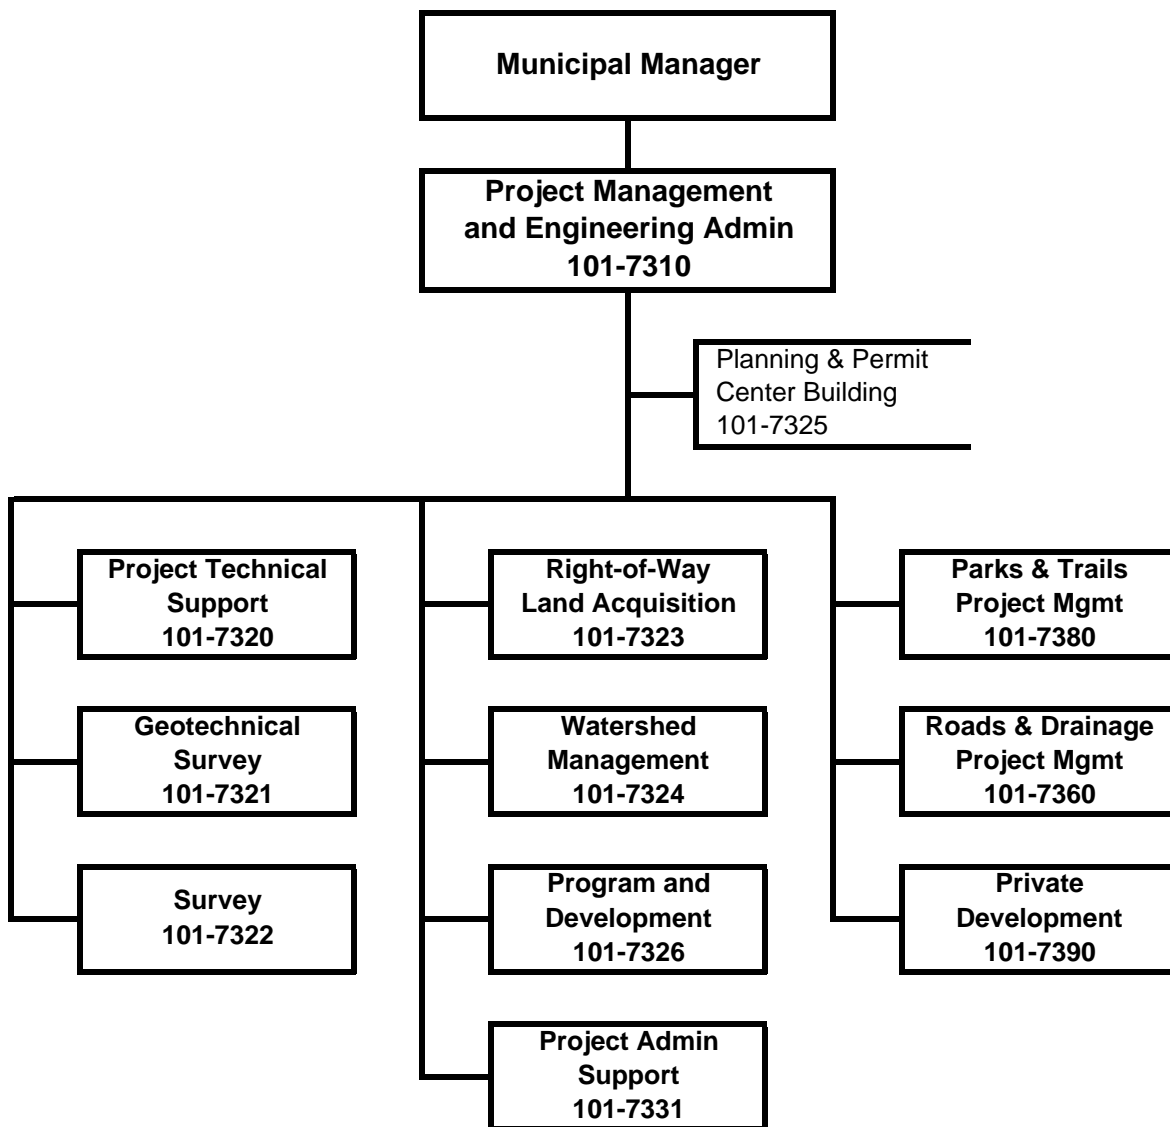 Municipal Manager
Project Management
and Engineering Admin
101-7310
Planning & Permit
Center Building
101-7325
Project Technical
Support
101-7320
Geotechnical
Survey
101-7321
Survey
101-7322
Right-of-Way
Land Acquisition
101-7323
Watershed
Management
101-7324
Program and
Development
101-7326
Project Admin
Support
101-7331
Parks & Trails
Project Mgmt
101-7380
Roads & Drainage
Project Mgmt
101-7360
Private
Development
101-7390